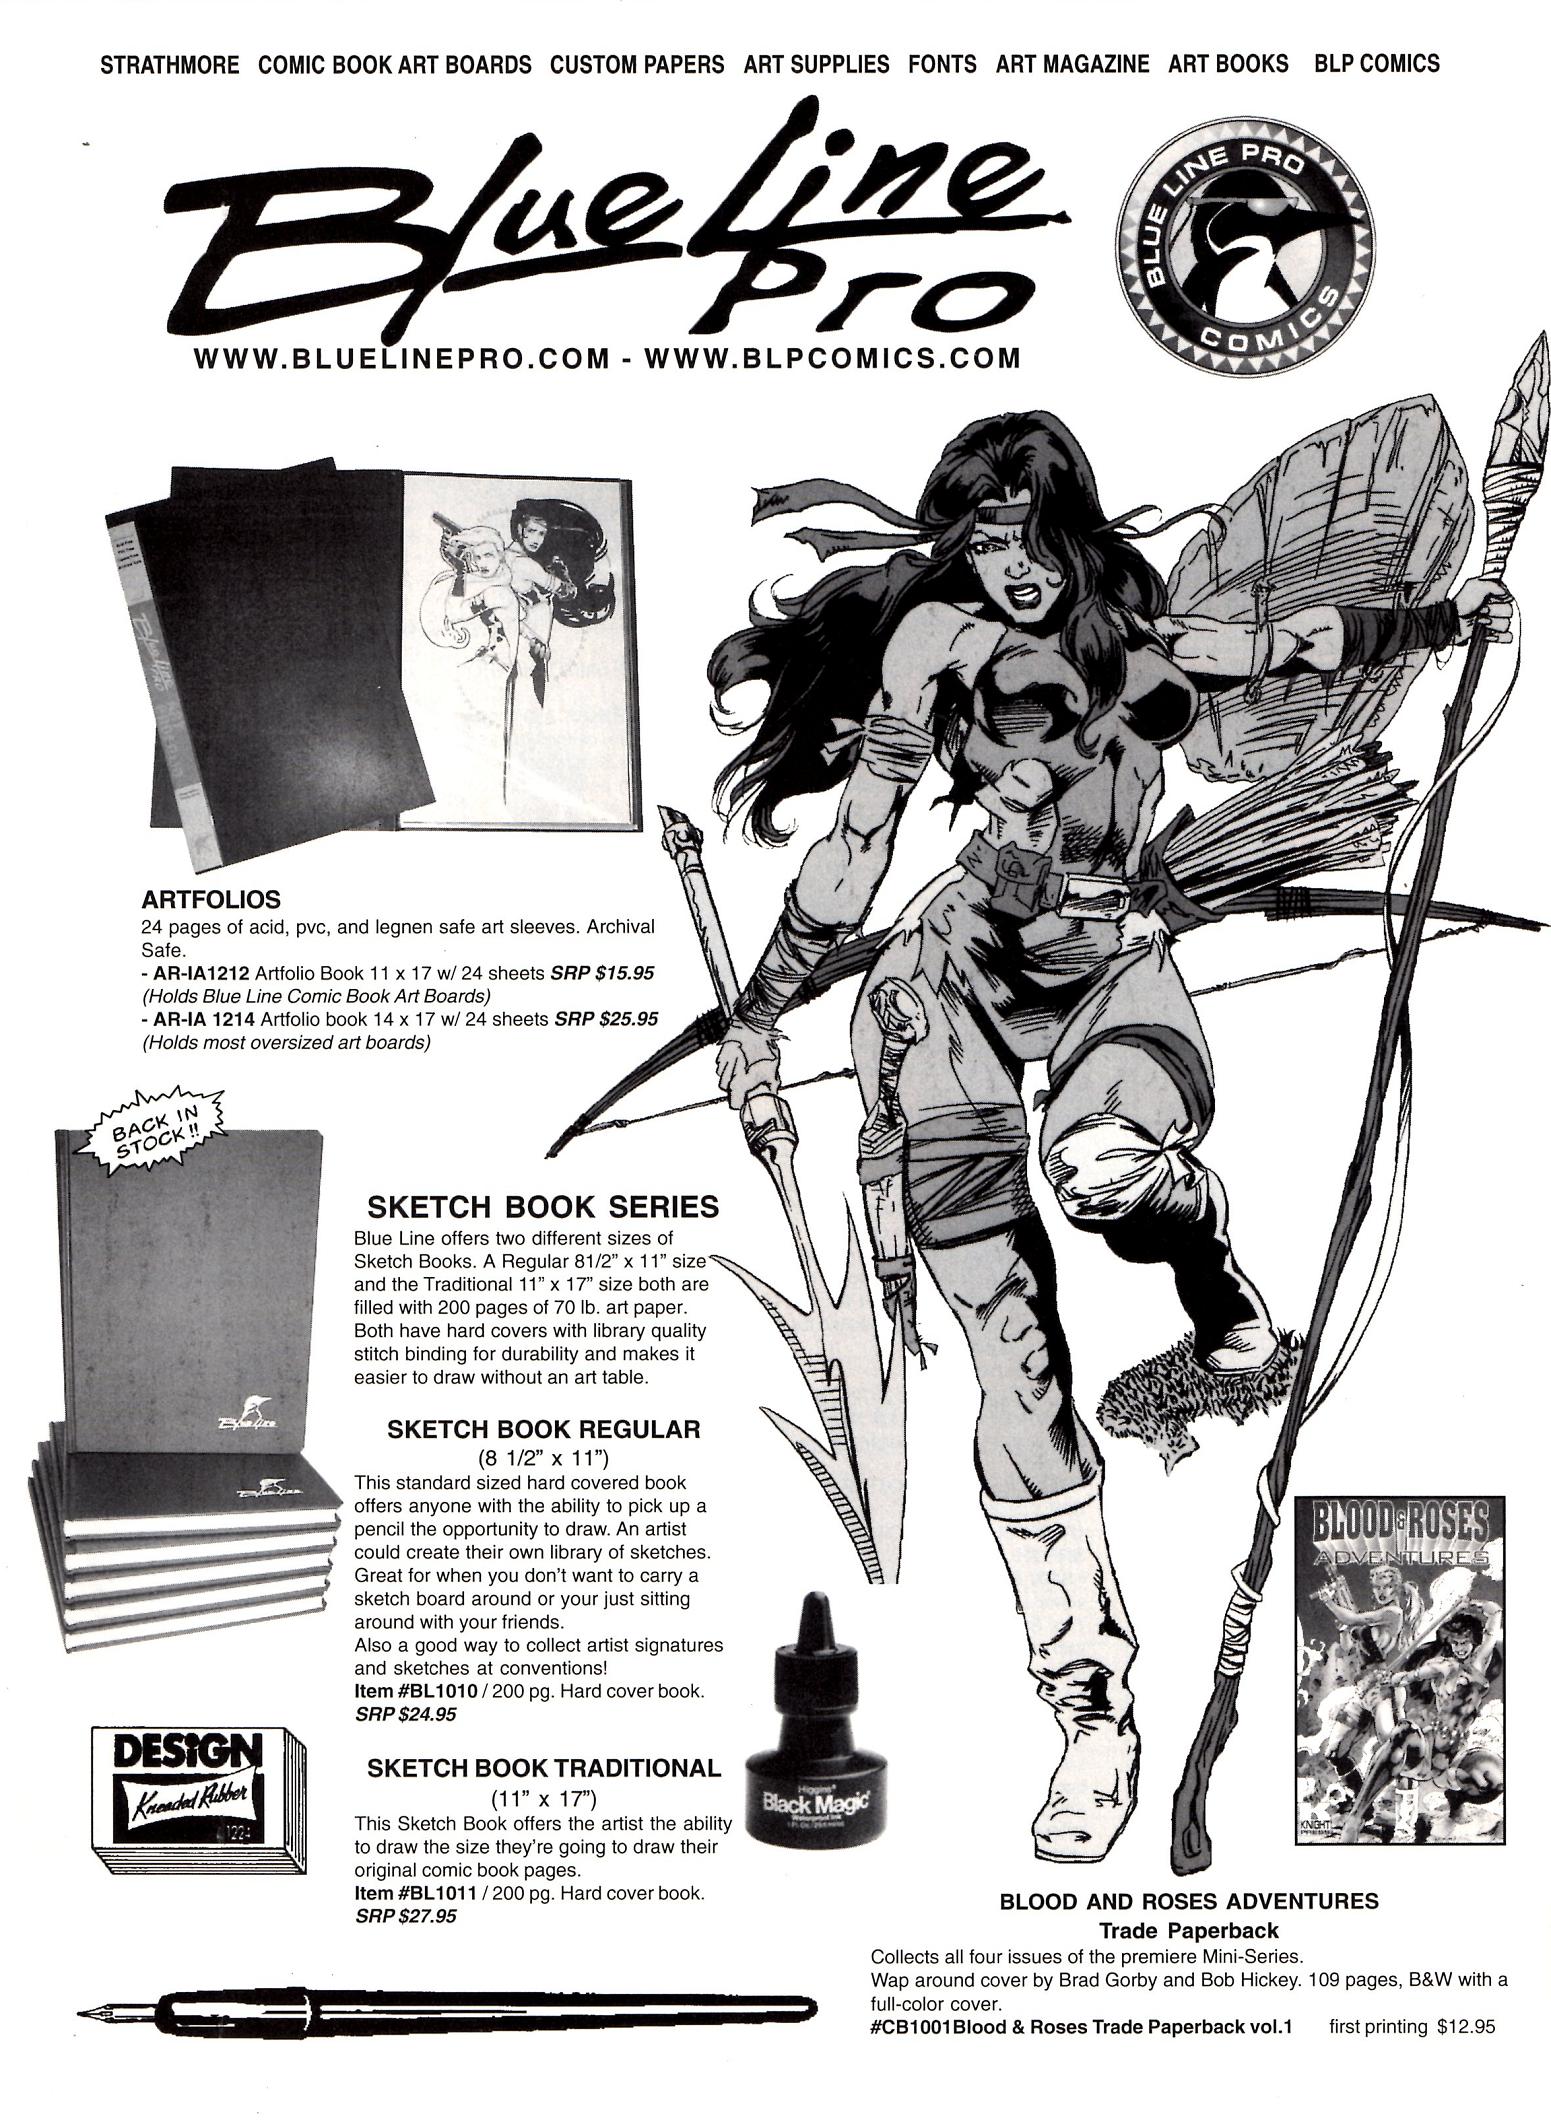 STRATHMORE COMIC BOOK ART BOARDS CUSTOM PAPERS ART SUPPLIES FONTS ART MAGAZINE ART BOOKS BLP COMICS
Blue Line
Pro
BLUE LINE PRO
COMICS
WWW.BLUELINEPRO.COM - WWW.BLPCOMICS.COM
Blue Line
PRO
ARTFOLIOS
24 pages of acid, pvc, and legnen safe art sleeves. Archival
Safe.
- AR-IA1212 Artfolio Book 11 x 17 w/ 24 sheets SRP $15.95
(Holds Blue Line Comic Book Art Boards)
- AR-IA 1214 Artfolio book 14 x 17 w/ 24 sheets SRP $25.95
(Holds most oversized art boards)
BACK IN
STOCK!!
Blue Line
Blue Line
SKETCH BOOK SERIES
Blue Line offers two different sizes of
Sketch Books. A Regular 81/2” x 11” size
and the Traditional 11” x 17” size both are
filled with 200 pages of 70 lb. art paper.
Both have hard covers with library quality
stitch binding for durability and makes it
easier to draw without an art table.
SKETCH BOOK REGULAR
(8 1/2” x 11”)
This standard sized hard covered book
offers anyone with the ability to pick up a
pencil the opportunity to draw. An artist
could create their own library of sketches.
Great for when you don’t want to carry a
sketch board around or your just sitting
around with your friends.
Also a good way to collect artist signatures
and sketches at conventions!
Item #BL1010 / 200 pg. Hard cover book.
SRP $24.95
DESIGN
Kneaded Rubber
1224
SKETCH BOOK TRADITIONAL
(11” x 17”)
This Sketch Book offers the artist the ability
to draw the size they’re going to draw their
original comic book pages.
Item #BL1011 / 200 pg. Hard cover book.
SRP $27.95
Higgins®
Black Magic®
Waterproof Ink
BLOOD & ROSES
ADVENTURES
KNIGHT
PRESS
BLOOD AND ROSES ADVENTURES
Trade Paperback
Collects all four issues of the premiere Mini-Series.
Wap around cover by Brad Gorby and Bob Hickey. 109 pages, B&W with a
full-color cover.
#CB1001Blood & Roses Trade Paperback vol.1 first printing $12.95